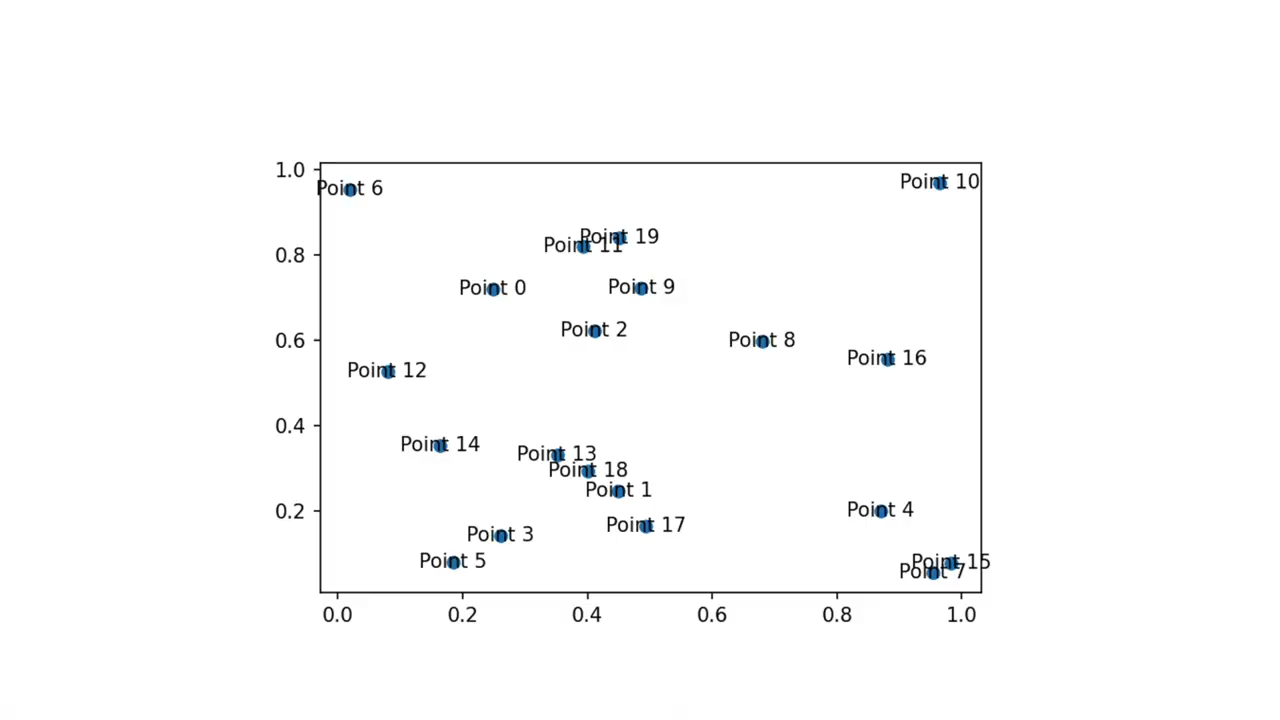 1.0
Point 6
Point 10
Point 19
Point 11
0.8
Point 0
Point 9
Point 2
0.6
Point 8
Point 16
Point 12
0.4
Point 14
Point 13
Point 18
Point 1
0.2
Point 4
Point 17
Point 3
Point 5
Point 15
Point 7
0.0 0.2 0.4 0.6 0.8 1.0